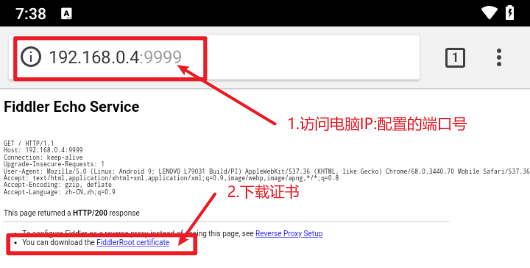 7:38 A
192.168.0.4:9999 1
Fiddler Echo Service
1.访问电脑IP:配置的端口号
GET / HTTP/1.1
Host: 192.168.0.4:9999
Connection: keep-alive
Upgrade-Insecure-Requests: 1
User-Agent: Mozilla/5.0 (Linux; Android 9; LENOVO L79031 Build/PI) AppleWebKit/537.36 (KHTML, like Gecko) Chrome/68.0.3440.70 Mobile Safari/537.36
Accept: text/html,application/xhtml+xml,application/xml;q=0.9,image/webp,image/apng,*/*;q=0.8
Accept-Encoding: gzip, deflate
Accept-Language: zh-CN,zh;q=0.9
2.下载证书
This page returned a HTTP/200 response
To configure Fiddler as a reverse proxy instead of seeing this page, see Reverse Proxy Setup
You can download the FiddlerRoot certificate